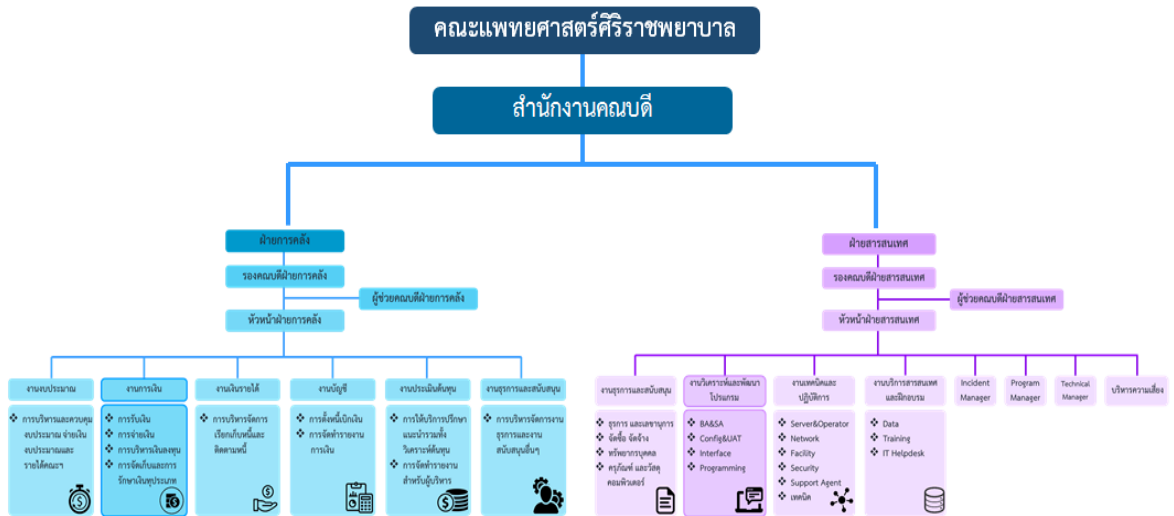 คณะแพทยศาสตร์ศิริราชพยาบาล
สำนักงานคณบดี
ฝ่ายการคลัง
รองคณบดีฝ่ายการคลัง
ผู้ช่วยคณบดีฝ่ายการคลัง
หัวหน้าฝ่ายการคลัง
งานงบประมาณ
❖ การบริหารและควบคุม
งบประมาณ จ่ายเงิน
งบประมาณและ
รายได้คณะฯ
งานการเงิน
❖ การรับเงิน
❖ การจ่ายเงิน
❖ การบริหารเงินลงทุน
❖ การจัดเก็บและการ
รักษาเงินทุประเภท
งานเงินรายได้
❖ การบริหารจัดการ
เรียกเก็บหนี้และ
ติดตามหนี้
งานบัญชี
❖ การตั้งหนี้เบิกเงิน
❖ การจัดทำรายงาน
การเงิน
งานประเมินต้นทุน
❖ การให้บริการปรึกษา
แนะนำรวมทั้ง
วิเคราะห์ต้นทุน
❖ การจัดทำรายงาน
สำหรับผู้บริหาร
งานธุรการและสนับสนุน
❖ การบริหารจัดการงาน
ธุรการและงาน
สนับสนุนอื่นๆ
ฝ่ายสารสนเทศ
รองคณบดีฝ่ายสารสนเทศ
ผู้ช่วยคณบดีฝ่ายสารสนเทศ
หัวหน้าฝ่ายสารสนเทศ
งานธุรการและสนับสนุน
❖ ธุรการ และเลขานุการ
❖ จัดซื้อ จัดจ้าง
❖ ทรัพยากรบุคคล
❖ ครุภัณฑ์ และวัสดุ
คอมพิวเตอร์
งานวิเคราะห์และพัฒนา
โปรแกรม
❖ BA&SA
❖ Config&UAT
❖ Interface
❖ Programming
งานเทคนิคและ
ปฏิบัติการ
❖ Server&Operator
❖ Network
❖ Facility
❖ Security
❖ Support Agent
❖ เทคนิค
งานบริการสารสนเทศ
และฝึกอบรม
❖ Data
❖ Training
❖ IT Helpdesk
Incident
Manager
Program
Manager
Technical
Manager
บริหารความเสี่ยง